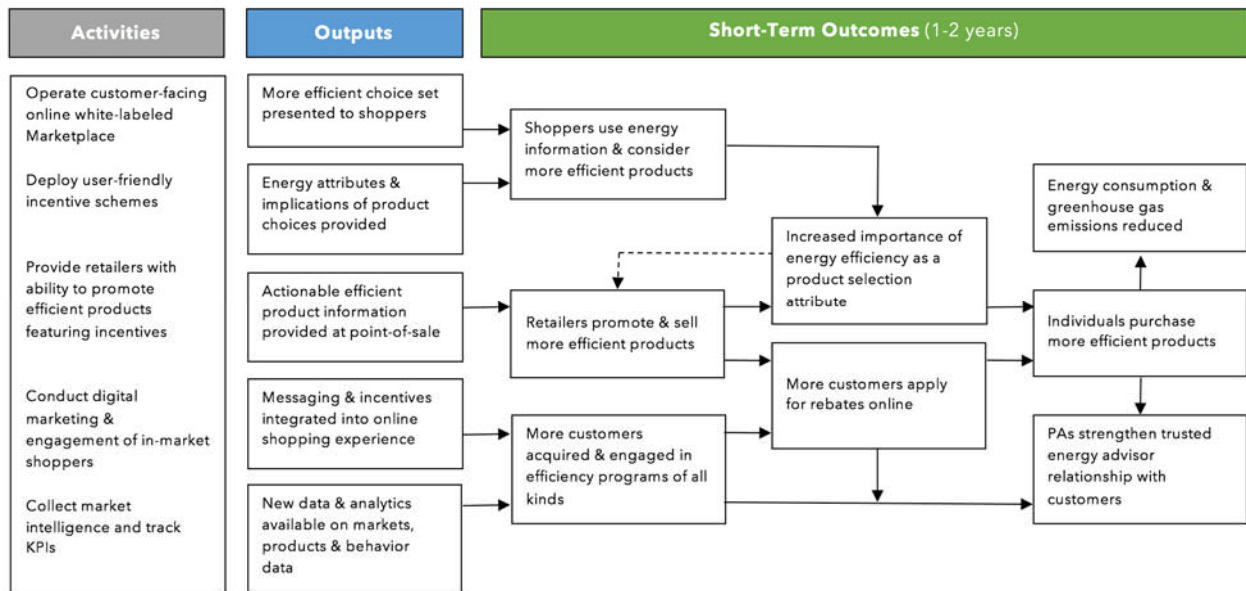 Activities
Outputs
Short-Term Outcomes (1-2 years)
Operate customer-facing
online white-labeled
Marketplace
Deploy user-friendly
incentive schemes
Provide retailers with
ability to promote
efficient products
featuring incentives
Conduct digital
marketing &
engagement of in-market
shoppers
Collect market
intelligence and track
KPIs
More efficient choice set
presented to shoppers
Energy attributes &
implications of product
choices provided
Actionable efficient
product information
provided at point-of-sale
Messaging & incentives
integrated into online
shopping experience
New data & analytics
available on markets,
products & behavior
data
Shoppers use energy
information & consider
more efficient products
Retailers promote & sell
more efficient products
More customers
acquired & engaged in
efficiency programs of all
kinds
Increased importance of
energy efficiency as a
product selection
attribute
More customers apply
for rebates online
Energy consumption &
greenhouse gas
emissions reduced
Individuals purchase
more efficient products
PAs strengthen trusted
energy advisor
relationship with
customers